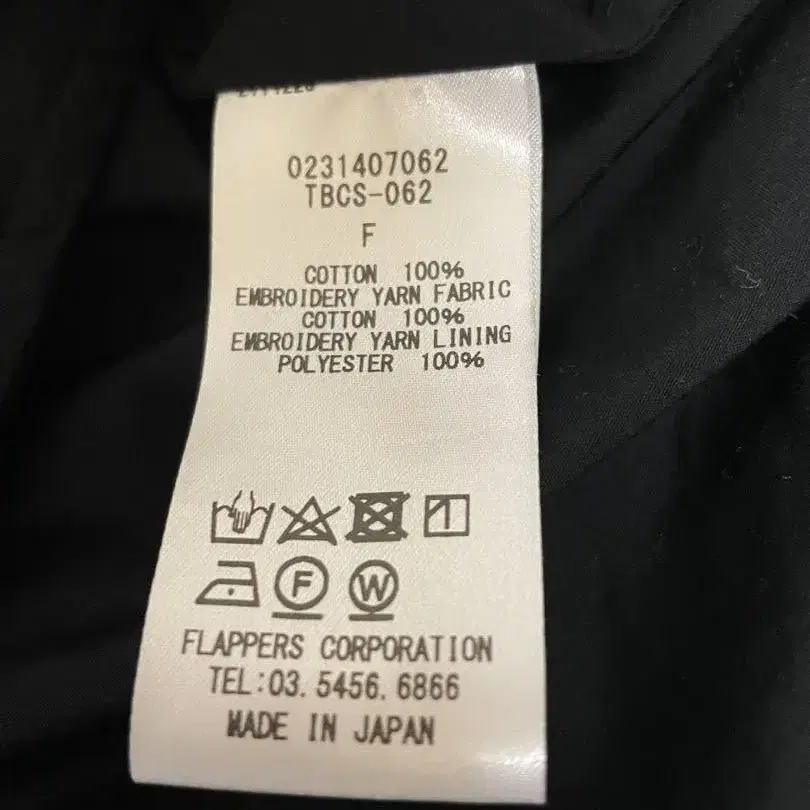 0231407062
TBCS-062
F
COTTON 100%
EMBROIDERY YARN FABRIC
COTTON 100%
EMBROIDERY YARN LINING
POLYESTER 100%
F W
FLAPPERS CORPORATION
TEL:03.5456.6866
MADE IN JAPAN